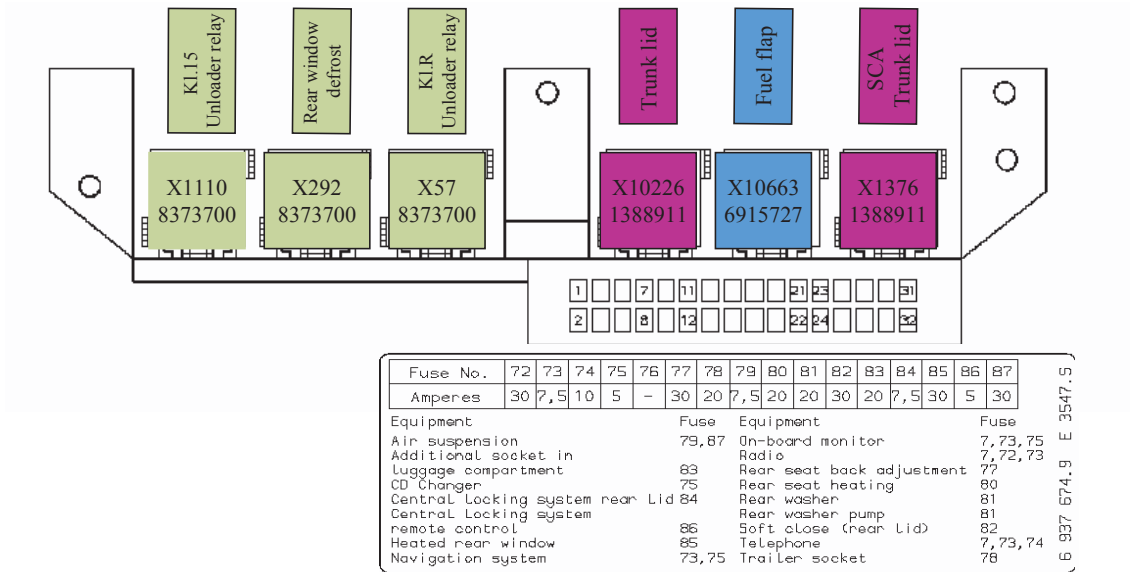 Kl.15
Unloader relay
Rear window
defrost
Kl.R
Unloader relay
Trunk lid
Fuel flap
SCA
Trunk lid
X1110
8373700
X292
8373700
X57
8373700
X10226
1388911
X10663
6915727
X1376
1388911
1 7 11 21 23 31
2 8 12 22 24 32
Fuse No. 72 73 74 75 76 77 78 79 80 81 82 83 84 85 86 87
Amperes 30 7,5 10 5 - 30 20 7,5 20 20 30 20 7,5 30 5 30
Equipment Fuse Equipment Fuse
Air suspension 79,87 On-board monitor 7,73,75
Additional socket in Radio 7,72,73
luggage compartment 83 Rear seat back adjustment 77
CD Changer 75 Rear seat heating 80
Central Locking system rear Lid 84 Rear washer 81
Central Locking system Rear washer pump 81
remote control 86 Soft close (rear lid) 82
Heated rear window 85 Telephone 7,73,74
Navigation system 73,75 Trailer socket 78
6 937 674.9 E 3547.5